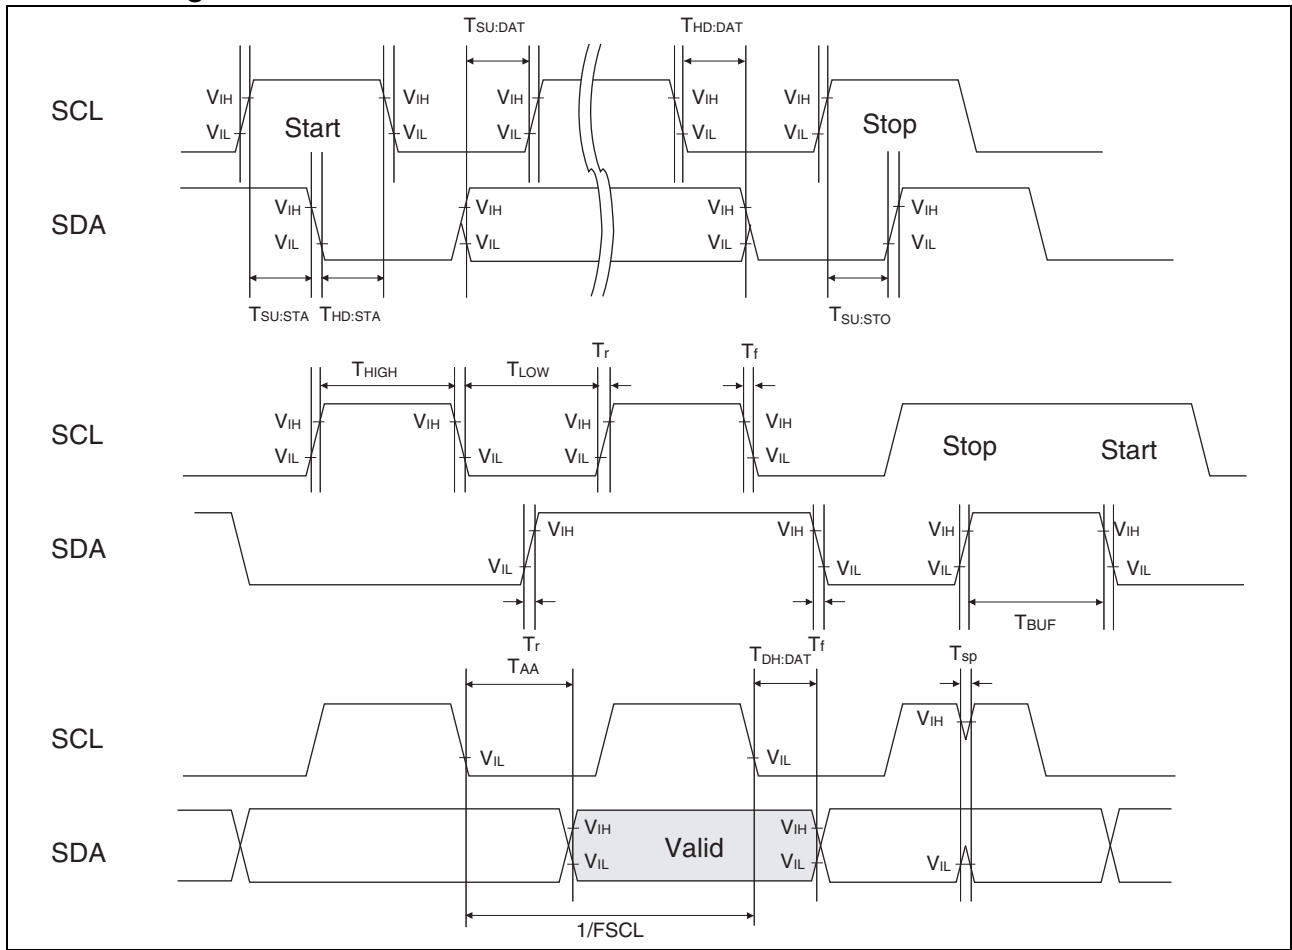 TSU:DAT THD:DAT
SCL VIH VIH VIH VIH VIH
VIL Start VIL VIL VIL VIL Stop
SDA VIH VIH VIH VIH
VIL VIL VIL VIL
TSU:STA THD:STA TSU:STO
THIGH TLOW Tr Tf
SCL VIH VIH VIH VIH
VIL VIL VIL VIL Stop Start
SDA VIH VIH VIH VIH
VIL VIL VIL VIL
Tr Tf TBUF
TAA TDH:DAT Tsp
SCL VIH
VIL VIL
SDA VIH Valid VIH
VIL VIL VIL
1/FSCL